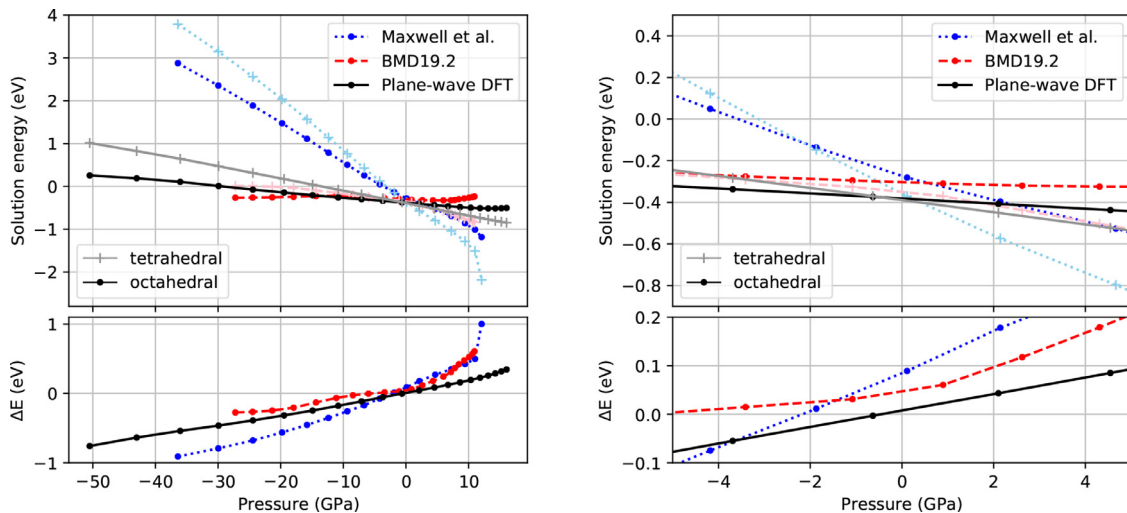 4
3
2
1
0
−1
−2
Solution energy (eV)
Maxwell et al.
BMD19.2
Plane-wave DFT
tetrahedral
octahedral
1
0
−1
ΔE (eV)
−50
−40
−30
−20
−10
0
10
Pressure (GPa)
0.4
0.2
0.0
−0.2
−0.4
−0.6
−0.8
Solution energy (eV)
Maxwell et al.
BMD19.2
Plane-wave DFT
tetrahedral
octahedral
0.2
0.1
0.0
−0.1
ΔE (eV)
−4
−2
0
2
4
Pressure (GPa)